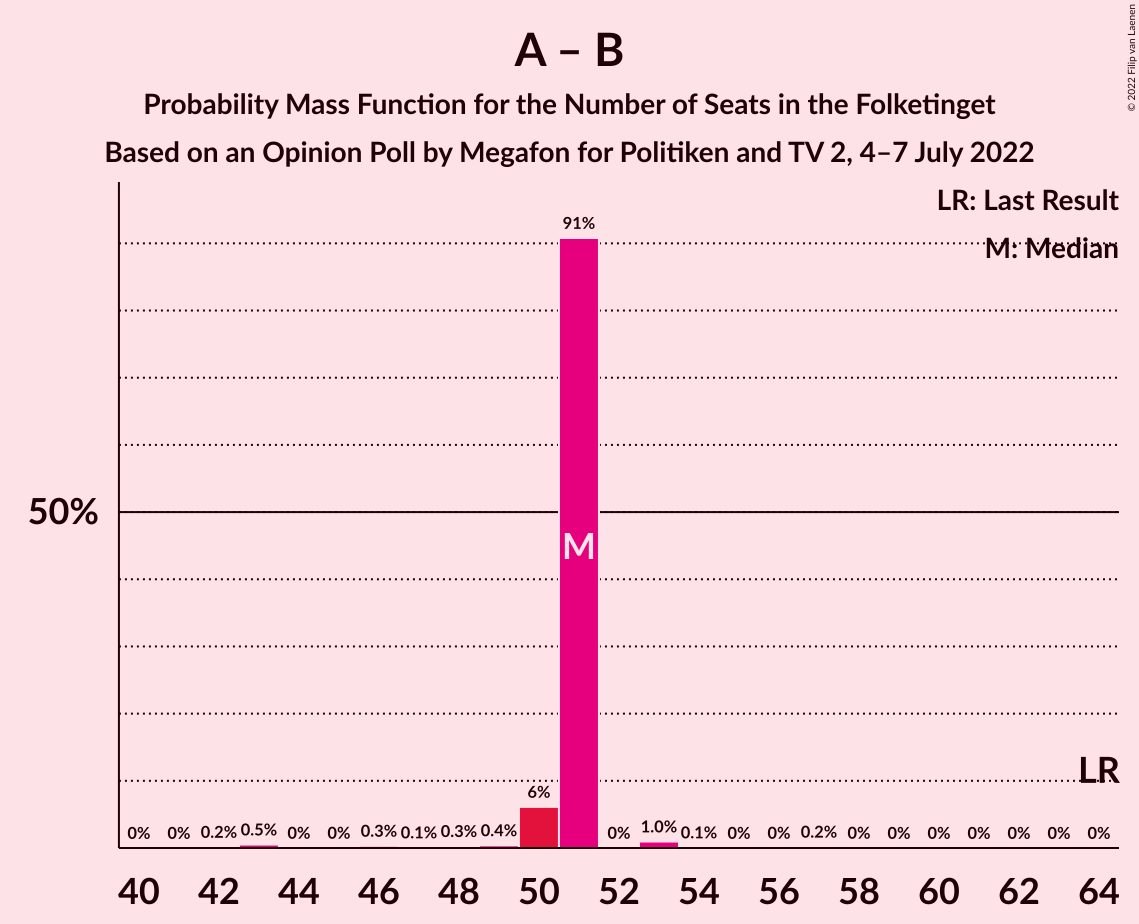 A – B
Probability Mass Function for the Number of Seats in the Folketinget
Based on an Opinion Poll by Megafon for Politiken and TV 2, 4–7 July 2022
© 2022 Filip van Laenen
LR: Last Result
M: Median
91%
50%
M
LR
6%
0% 0% 0.2% 0.5% 0% 0% 0.3% 0.1% 0.3% 0.4% 0% 1.0% 0.1% 0% 0% 0.2% 0% 0% 0% 0% 0% 0% 0%
40 42 44 46 48 50 52 54 56 58 60 62 64